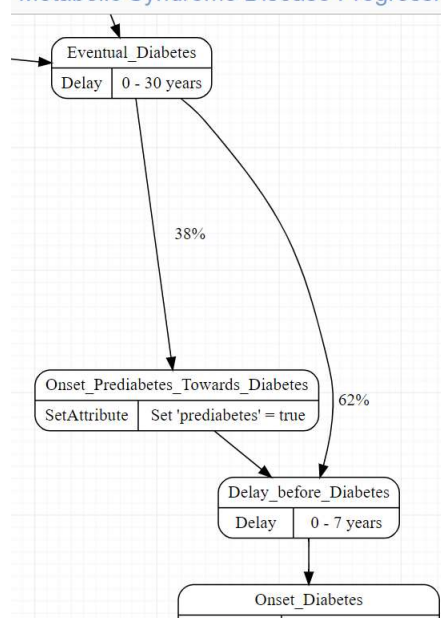 Eventual_Diabetes
Delay 0 - 30 years
38%
Onset_Prediabetes_Towards_Diabetes
SetAttribute Set 'prediabetes' = true
62%
Delay_before_Diabetes
Delay 0 - 7 years
Onset_Diabetes